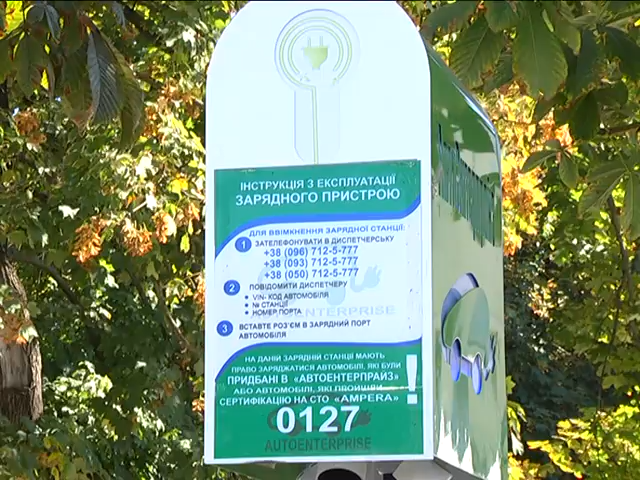 ІНСТРУКЦІЯ З ЕКСПЛУАТАЦІЇ
ЗАРЯДНОГО ПРИСТРОЮ
ДЛЯ ВВІМКНЕННЯ ЗАРЯДНОЇ СТАНЦІЇ:
1 ЗАТЕЛЕФОНУВАТИ В ДИСПЕТЧЕРСЬКУ
+38 (096) 712-5-777
+38 (093) 712-5-777
+38 (050) 712-5-777
2 ПОВІДОМИТИ ДИСПЕТЧЕРУ
• VIN- КОД АВТОМОБІЛЯ
• № СТАНЦІЇ
• НОМЕР ПОРТА
ENTERPRISE
3 ВСТАВТЕ РОЗ'ЄМ В ЗАРЯДНИЙ ПОРТ
АВТОМОБІЛЯ
НА ДАНІЙ ЗАРЯДНІЙ СТАНЦІЇ МАЮТЬ
ПРАВО ЗАРЯДЖАТИСЯ АВТОМОБІЛІ, ЯКІ БУЛИ
ПРИДБАНІ В «АВТОЕНТЕРПРАЙЗ»
АБО АВТОМОБІЛІ, ЯКІ ПРОЙШЛИ
СЕРТИФІКАЦІЮ НА СТО «AMPERA» !
0127
AUTOENTERPRISE